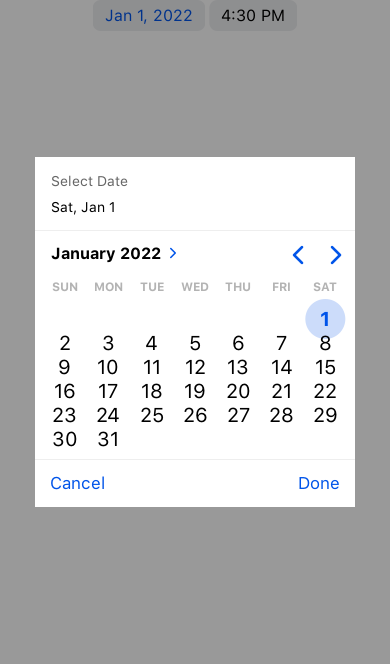 Jan 1, 2022 4:30 PM
Select Date
Sat, Jan 1
January 2022
SUN MON TUE WED THU FRI SAT
1
2 3 4 5 6 7 8
9 10 11 12 13 14 15
16 17 18 19 20 21 22
23 24 25 26 27 28 29
30 31
Cancel Done